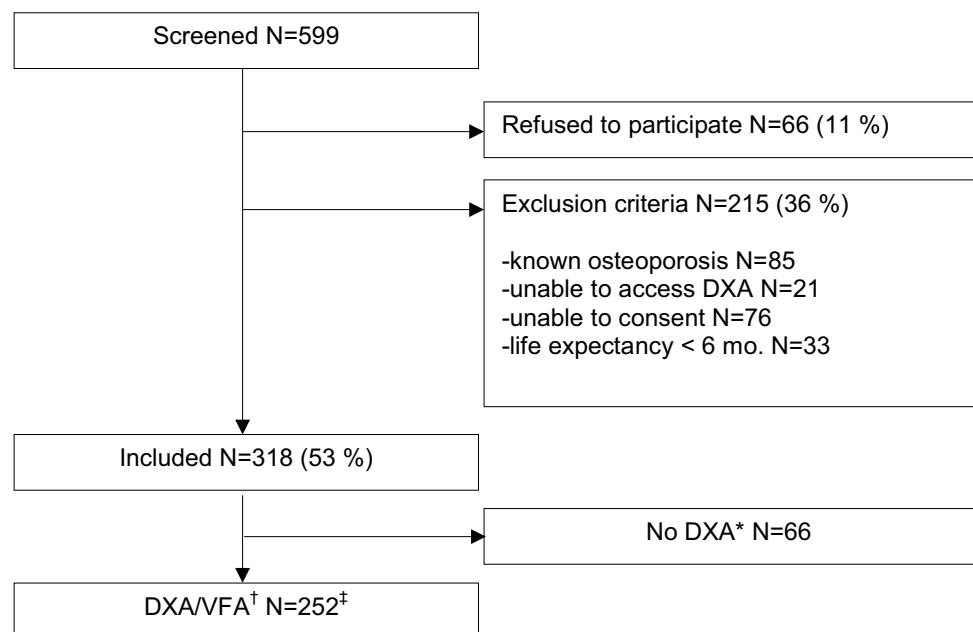 Screened N=599
Refused to participate N=66 (11 %)
Exclusion criteria N=215 (36 %)
-known osteoporosis N=85
-unable to access DXA N=21
-unable to consent N=76
-life expectancy < 6 mo. N=33
Included N=318 (53 %)
No DXA* N=66
DXA/VFA† N=252‡